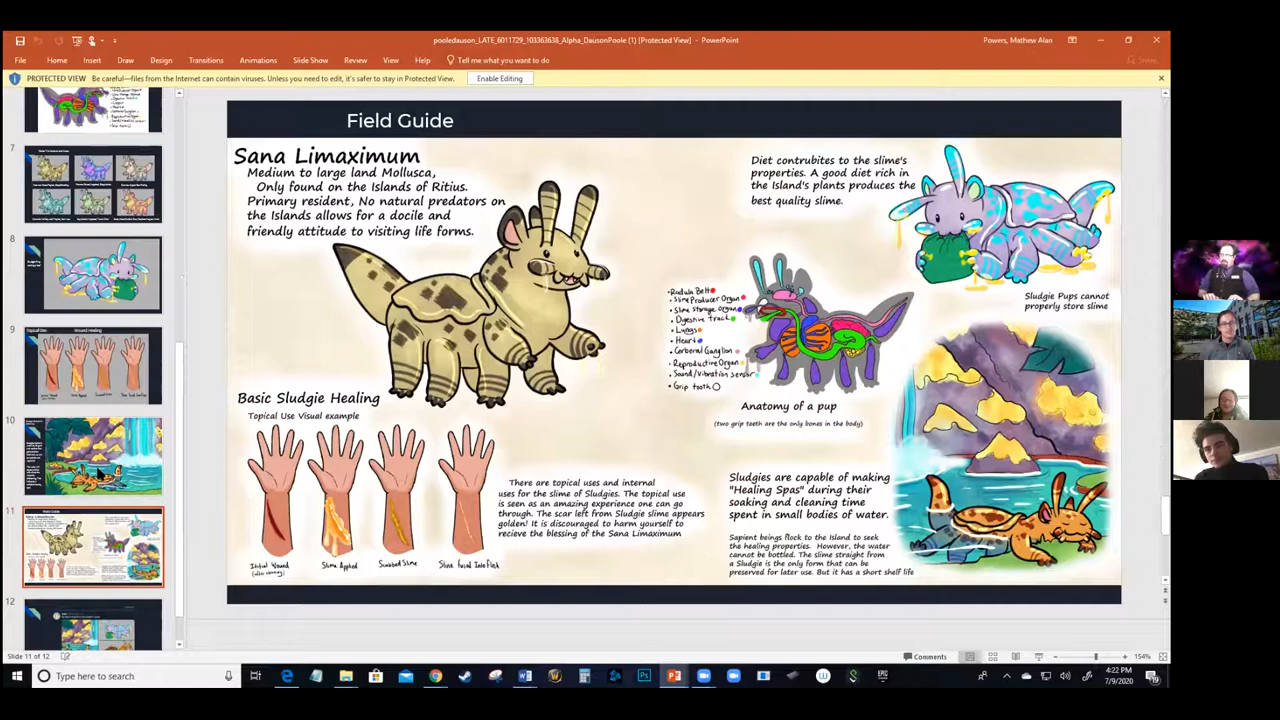 pooledauson_LATE_6011729_103363638_Alpha_DausonPoole (1) [Protected View] - PowerPoint
Powers, Mathew Alan
File Home Insert Draw Design Transitions Animations Slide Show Review View Help Tell me what you want to do
Share
PROTECTED VIEW Be careful—files from the Internet can contain viruses. Unless you need to edit, it's safer to stay in Protected View. Enable Editing
7
8
9
10
11
12
Field Guide
Sana Limaximum
Medium to large land Mollusca,
Only found on the Islands of Ritius.
Primary resident, No natural predators on
the Islands allows for a docile and
friendly attitude to visiting life forms.
Diet contrubites to the slime's
properties. A good diet rich in
the Island's plants produces the
best quality slime.
Sludgie Pups cannot
properly store slime
•Radula Belt
•Slime Producer Organ
•Slime storage organ
•Digestive track
•Lungs
•Heart
•Cerberal Ganglion
•Reproductive Organ
•Sound/Vibration sensor
•Grip tooth
Anatomy of a pup
(two grip teeth are the only bones in the body)
Basic Sludgie Healing
Topical Use Visual example
Initial Wound
(after cleaning)
Slime Applied
Scabbed Slime
Slime fused Into Flesh
There are topical uses and internal
uses for the slime of Sludgies. The topical use
is seen as an amazing experience one can go
through. The scar left from Sludgie slime appears
golden! It is discouraged to harm yourself to
recieve the blessing of the Sana Limaximum
Sludgies are capable of making
"Healing Spas" during their
soaking and cleaning time
spent in small bodies of water.
Sapient beings flock to the Island to seek
the healing properties. However, the water
cannot be bottled. The slime straight from
a Sludgie is the only form that can be
preserved for later use. But it has a short shelf life
Slide 11 of 12
Comments
154%
Type here to search
4:22 PM
7/9/2020